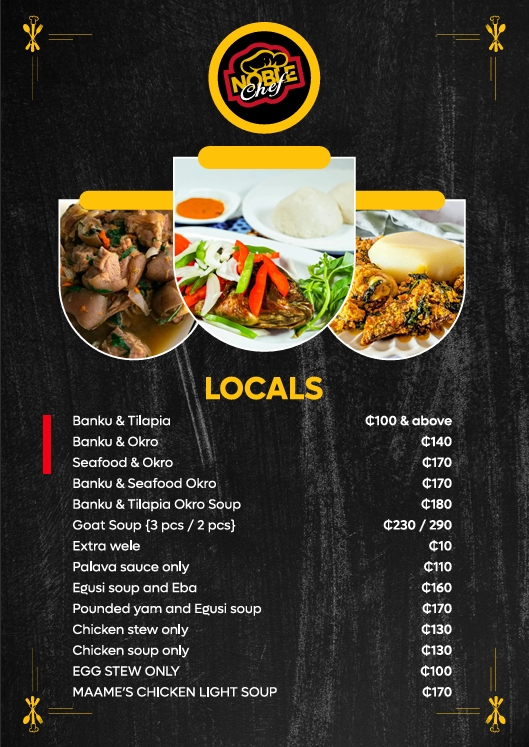 NOBLE
Chef
LOCALS
Banku & Tilapia ₵100 & above
Banku & Okro ₵140
Seafood & Okro ₵170
Banku & Seafood Okro ₵170
Banku & Tilapia Okro Soup ₵180
Goat Soup {3 pcs / 2 pcs} ₵230 / 290
Extra wele ₵10
Palava sauce only ₵110
Egusi soup and Eba ₵160
Pounded yam and Egusi soup ₵170
Chicken stew only ₵130
Chicken soup only ₵130
EGG STEW ONLY ₵100
MAAME'S CHICKEN LIGHT SOUP ₵170